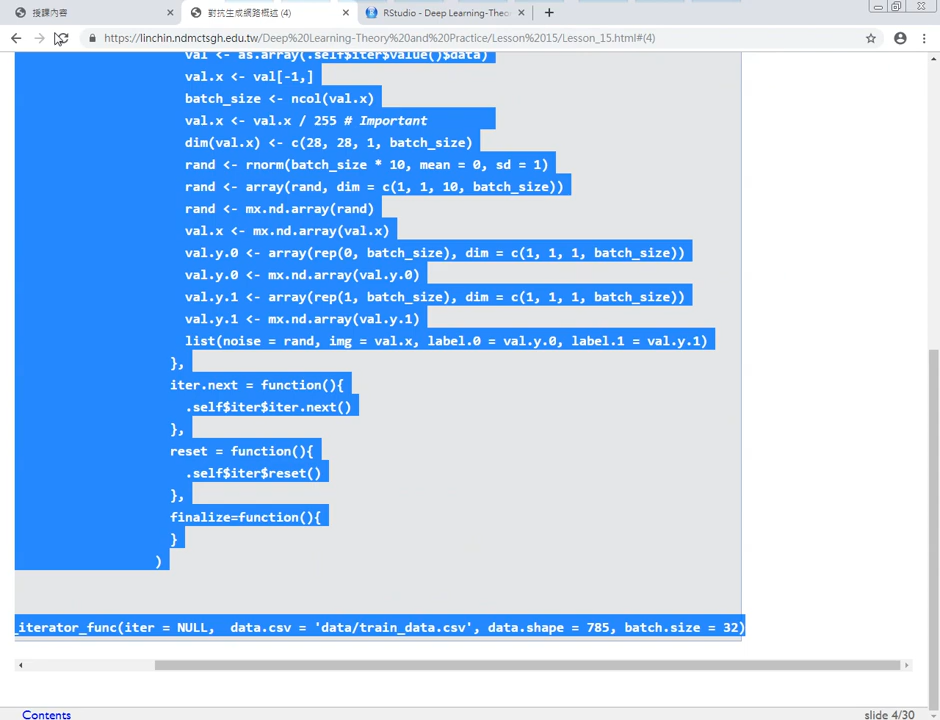 授課內容
對抗生成網路概述 (4)
RStudio - Deep Learning-Theor
https://linchin.ndmctsgh.edu.tw/Deep%20Learning-Theory%20and%20Practice/Lesson%2015/Lesson_15.html#(4)
val <- as.array(.self$iter$value()$data)
val.x <- val[-1,]
batch_size <- ncol(val.x)
val.x <- val.x / 255 # Important
dim(val.x) <- c(28, 28, 1, batch_size)
rand <- rnorm(batch_size * 10, mean = 0, sd = 1)
rand <- array(rand, dim = c(1, 1, 10, batch_size))
rand <- mx.nd.array(rand)
val.x <- mx.nd.array(val.x)
val.y.0 <- array(rep(0, batch_size), dim = c(1, 1, 1, batch_size))
val.y.0 <- mx.nd.array(val.y.0)
val.y.1 <- array(rep(1, batch_size), dim = c(1, 1, 1, batch_size))
val.y.1 <- mx.nd.array(val.y.1)
list(noise = rand, img = val.x, label.0 = val.y.0, label.1 = val.y.1)
},
iter.next = function(){
.self$iter$iter.next()
},
reset = function(){
.self$iter$reset()
},
finalize=function(){
}
)
_iterator_func(iter = NULL,  data.csv = 'data/train_data.csv', data.shape = 785, batch.size = 32)
Contents
slide 4/30